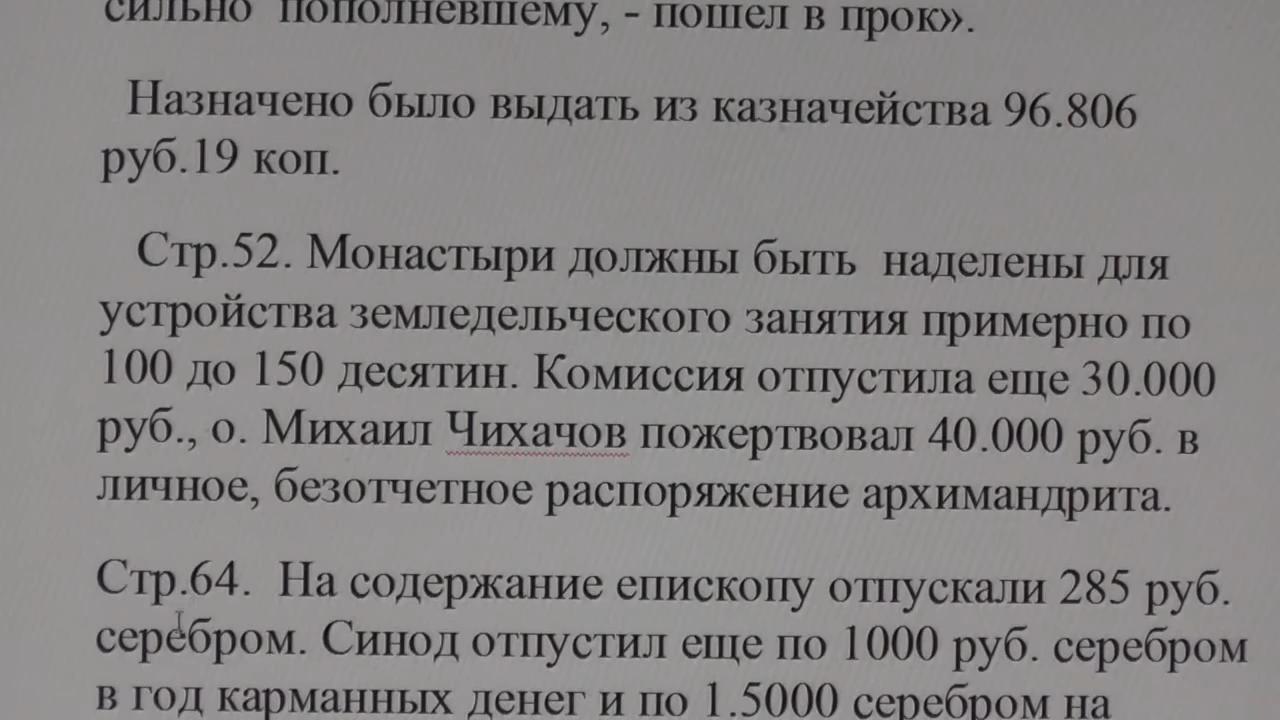 сильно пополневшему, - пошел в прок».
Назначено было выдать из казначейства 96.806
руб.19 коп.
Стр.52. Монастыри должны быть наделены для
устройства земледельческого занятия примерно по
100 до 150 десятин. Комиссия отпустила еще 30.000
руб., о. Михаил Чихачов пожертвовал 40.000 руб. в
личное, безотчетное распоряжение архимандрита.
Стр.64. На содержание епископу отпускали 285 руб.
серебром. Синод отпустил еще по 1000 руб. серебром
в год карманных денег и по 1.5000 серебром на